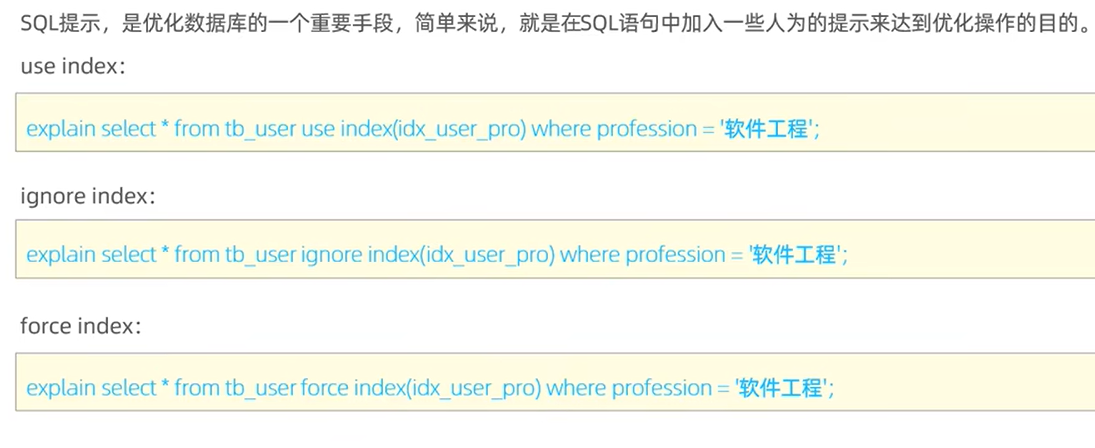 SQL提示，是优化数据库的一个重要手段，简单来说，就是在SQL语句中加入一些人为的提示来达到优化操作的目的。
use index：
explain select * from tb_user use index(idx_user_pro) where profession = '软件工程';
ignore index：
explain select * from tb_user ignore index(idx_user_pro) where profession = '软件工程';
force index：
explain select * from tb_user force index(idx_user_pro) where profession = '软件工程';